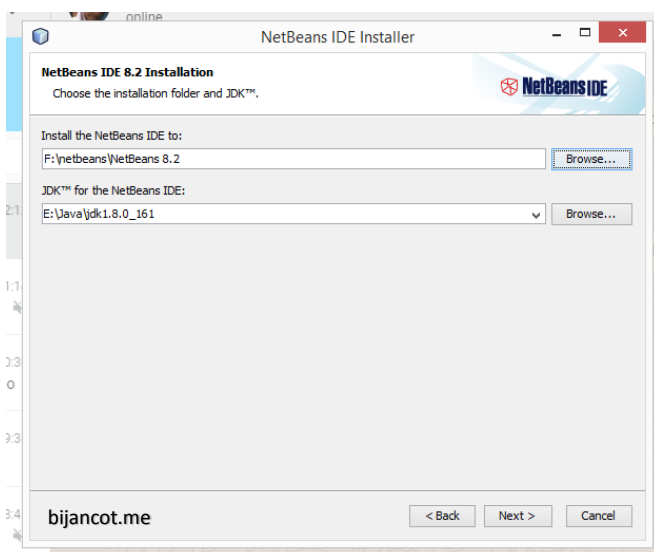 online
NetBeans IDE Installer
NetBeans IDE 8.2 Installation
Choose the installation folder and JDK™.
NetBeans IDE
Install the NetBeans IDE to:
F:\netbeans\NetBeans 8.2
Browse...
JDK™ for the NetBeans IDE:
E:\Java\jdk1.8.0_161
Browse...
bijancot.me
< Back
Next >
Cancel